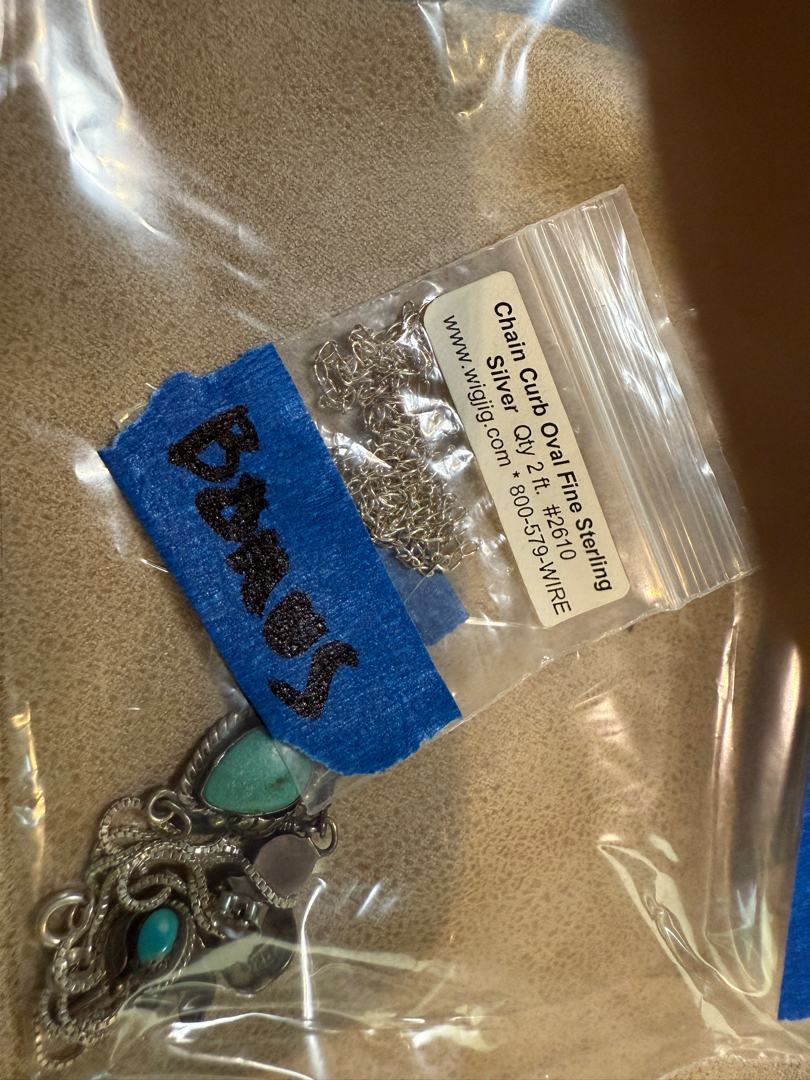 Chain Curb Oval Fine Sterling
Silver Qty 2 ft. #2610
www.wigjig.com * 800-579-WIRE
Bonus